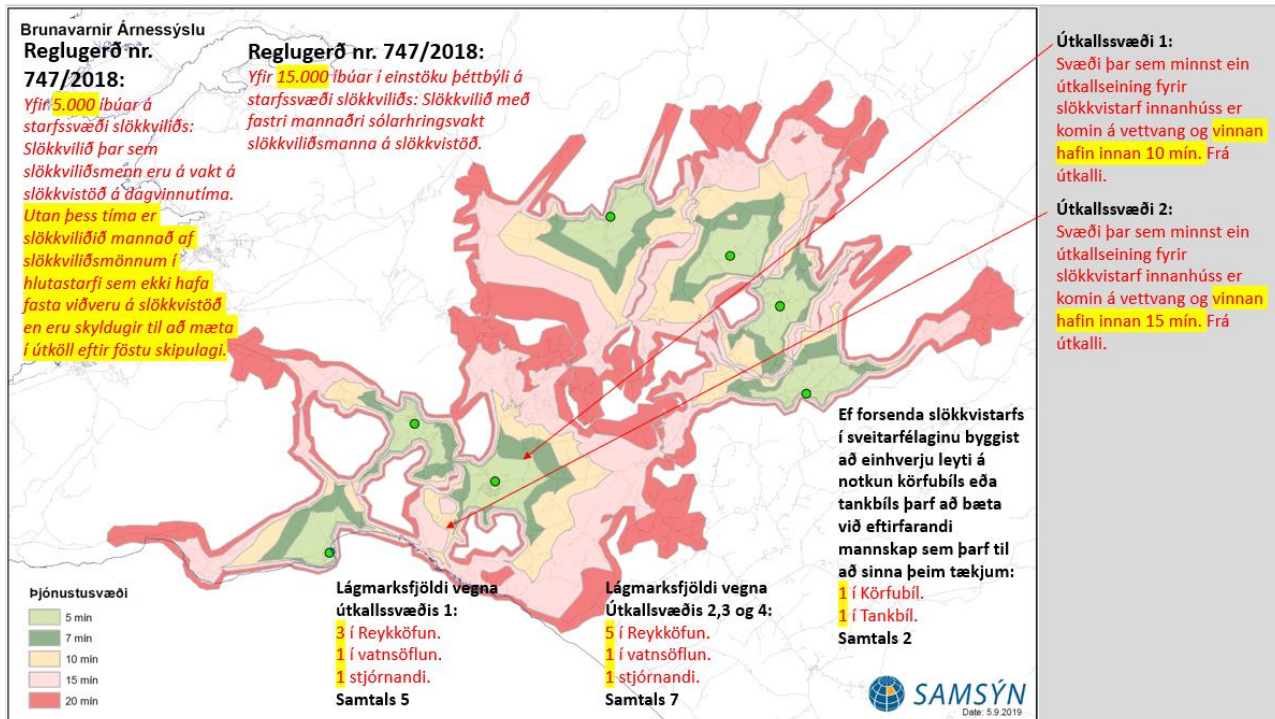 Brunavarnir Árnessýslu
Reglugerð nr.
747/2018:
Yfir 5.000 íbúar á
starfssvæði slökkviliðs:
Slökkvilið þar sem
slökkviliðsmenn eru á vakt á
slökkvistöð á dagvinnutíma.
Utan þess tíma er
slökkviliðið mannað af
slökkviliðsmönnum í
hlutastarfi sem ekki hafa
fasta viðveru á slökkvistöð
en eru skyldugir til að mæta
í útköll eftir föstu skipulagi.
Reglugerð nr. 747/2018:
Yfir 15.000 íbúar í einstöku þéttbýli á
starfssvæði slökkviliðs: Slökkvilið með
fastri mannaðri sólarhringsvakt
slökkviliðsmanna á slökkvistöð.
Útkallssvæði 1:
Svæði þar sem minnst ein
útkallseining fyrir
slökkvistarf innanhúss er
komin á vettvang og vinnan
hafin innan 10 mín. Frá
útkalli.
Útkallssvæði 2:
Svæði þar sem minnst ein
útkallseining fyrir
slökkvistarf innanhúss er
komin á vettvang og vinnan
hafin innan 15 mín. Frá
útkalli.
Ef forsenda slökkvistarfs
í sveitarfélaginu byggist
að einhverju leyti á
notkun körfubíls eða
tankbíls þarf að bæta
við eftirfarandi
mannskap sem þarf til
að sinna þeim tækjum:
1 í Körfubíl.
1 í Tankbíl.
Samtals 2
Þjónustusvæði
5 mín
7 mín
10 mín
15 mín
20 mín
Lágmarksfjöldi vegna
útkallssvæðis 1:
3 í Reykköfun.
1 í vatnsöflun.
1 stjórnandi.
Samtals 5
Lágmarksfjöldi vegna
Útkallsvæðis 2,3 og 4:
5 í Reykköfun.
1 í vatnsöflun.
1 stjórnandi.
Samtals 7
SAMSÝN
Date: 5.9.2019